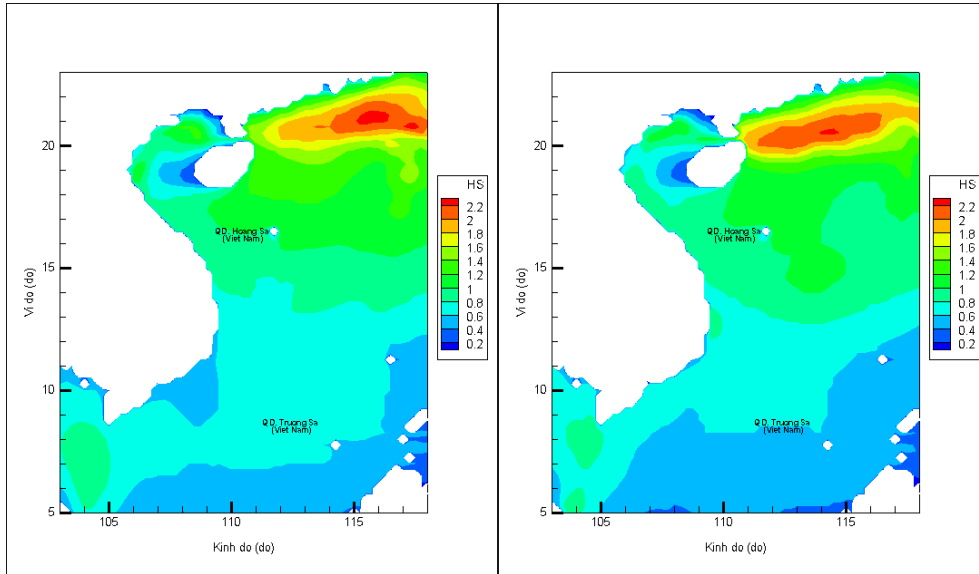 20
15
10
5
105
110
115
Vi do (do)
Kinh do (do)
QD. Hoang Sa
(Viet Nam)
QD. Truong Sa
(Viet Nam)
HS
2.2
2
1.8
1.6
1.4
1.2
1
0.8
0.6
0.4
0.2
20
15
10
5
105
110
115
Vi do (do)
Kinh do (do)
QD. Hoang Sa
(Viet Nam)
QD. Truong Sa
(Viet Nam)
HS
2.2
2
1.8
1.6
1.4
1.2
1
0.8
0.6
0.4
0.2